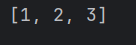 [1, 2, 3]